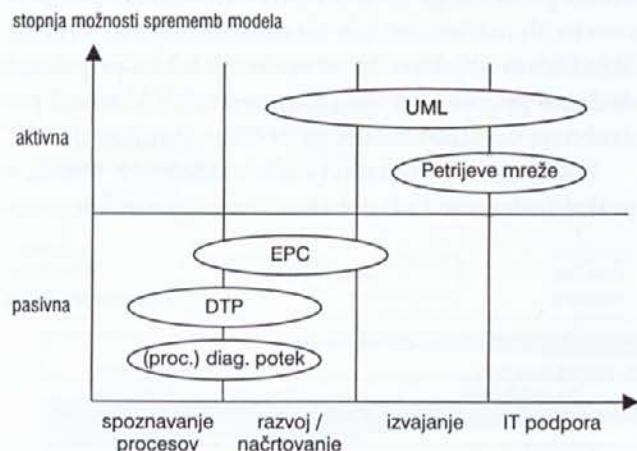 stopnja možnosti sprememb modela
UML
aktivna
Petrijeve mreže
EPC
pasivna
DTP
(proc.) diag. potek
spoznavanje
procesov
razvoj /
načrtovanje
izvajanje
IT podpora